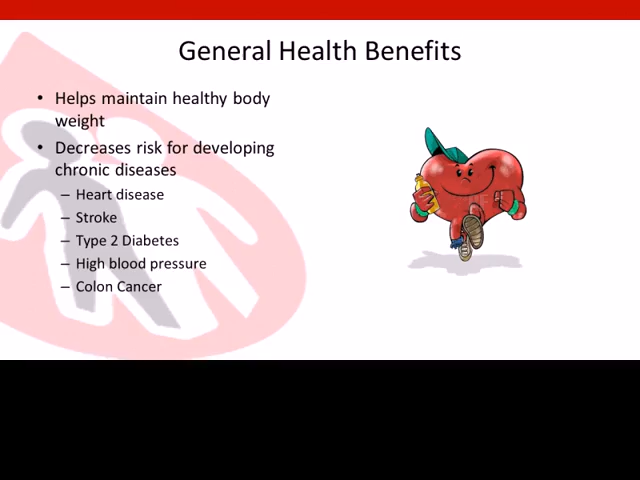 General Health Benefits
• Helps maintain healthy body
weight
• Decreases risk for developing
chronic diseases
– Heart disease
– Stroke
– Type 2 Diabetes
– High blood pressure
– Colon Cancer